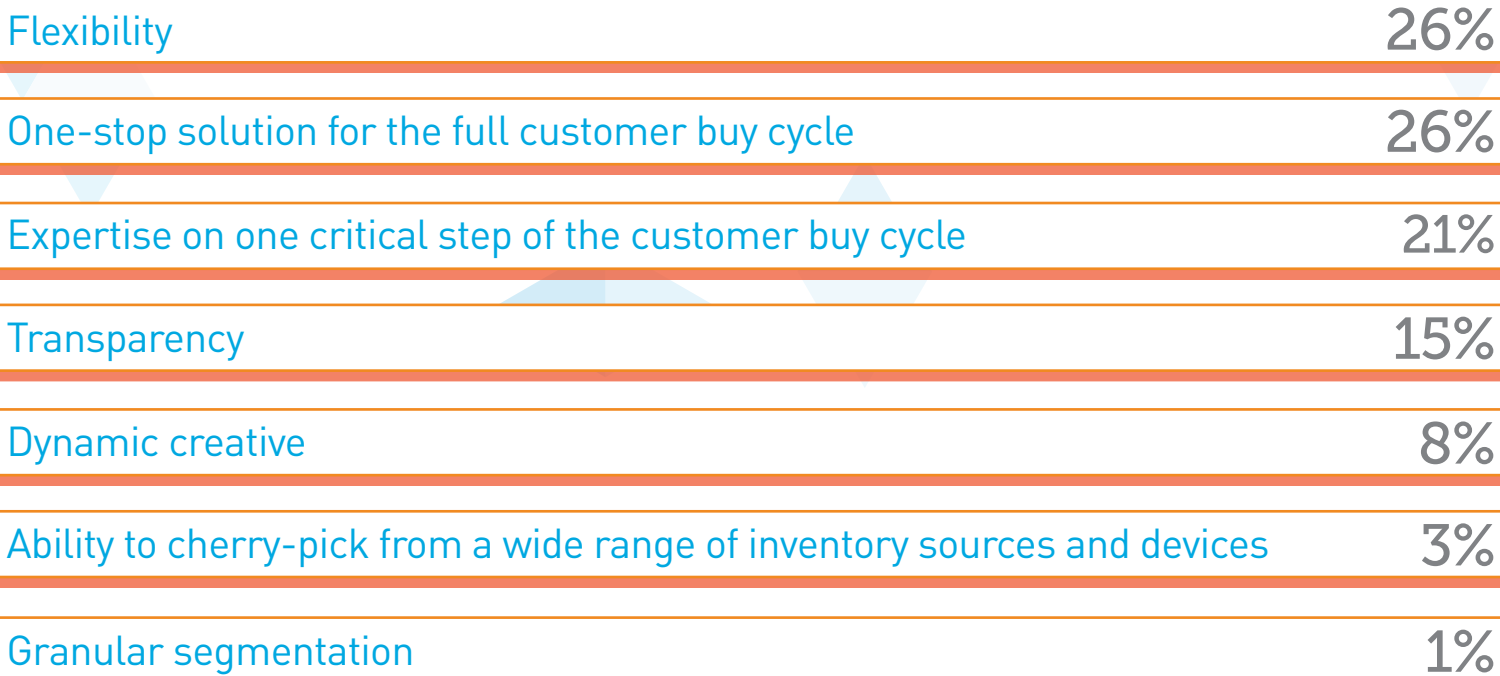 Flexibility 26%
One-stop solution for the full customer buy cycle 26%
Expertise on one critical step of the customer buy cycle 21%
Transparency 15%
Dynamic creative 8%
Ability to cherry-pick from a wide range of inventory sources and devices 3%
Granular segmentation 1%